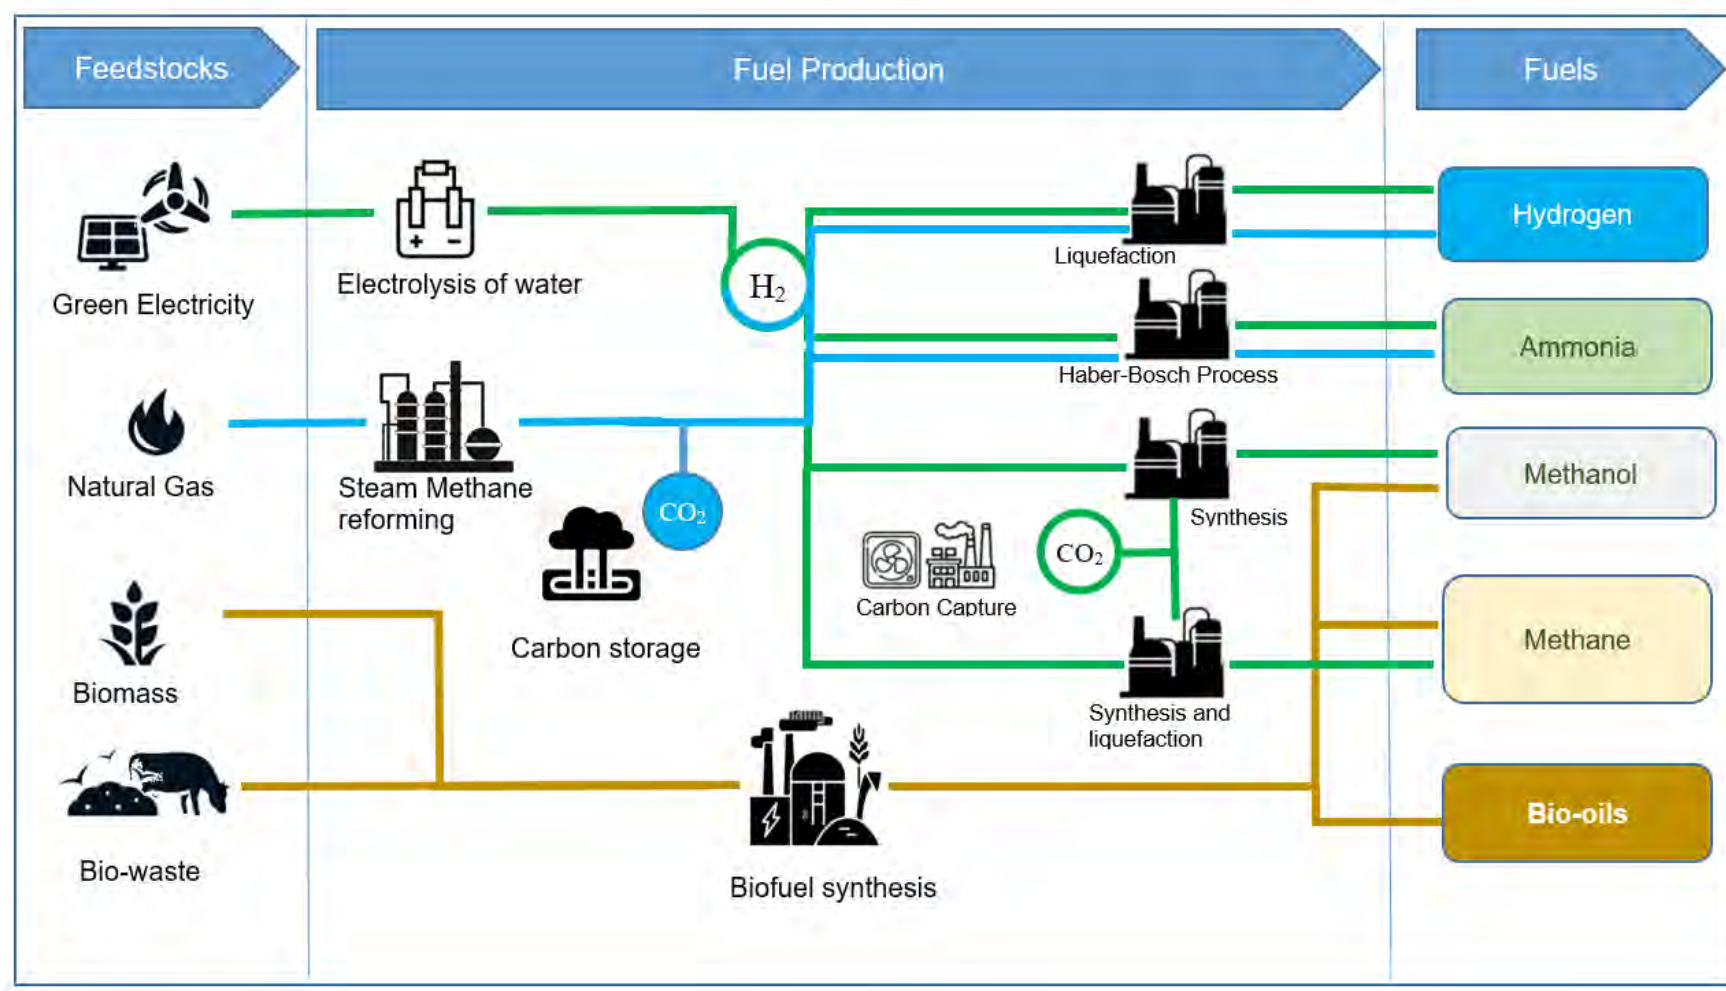 Feedstocks
Fuel Production
Fuels
Green Electricity
Electrolysis of water
H₂
Liquefaction
Hydrogen
Haber-Bosch Process
Ammonia
Natural Gas
Steam Methane
reforming
CO₂
Carbon storage
Carbon Capture
CO₂
Synthesis
Methanol
Biomass
Synthesis and
liquefaction
Methane
Bio-waste
Biofuel synthesis
Bio-oils